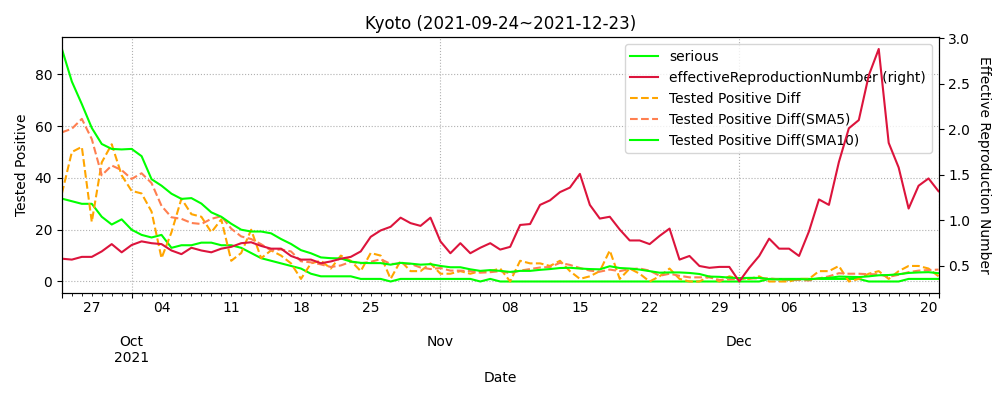 Kyoto (2021-09-24~2021-12-23)
serious
effectiveReproductionNumber (right)
Tested Positive Diff
Tested Positive Diff(SMA5)
Tested Positive Diff(SMA10)
Tested Positive
80
60
40
20
0
3.0
2.5
2.0
1.5
1.0
0.5
Effective Reproduction Number
27 04 11 18 25 08 15 22 29 06 13 20
Oct Nov Dec
2021
Date